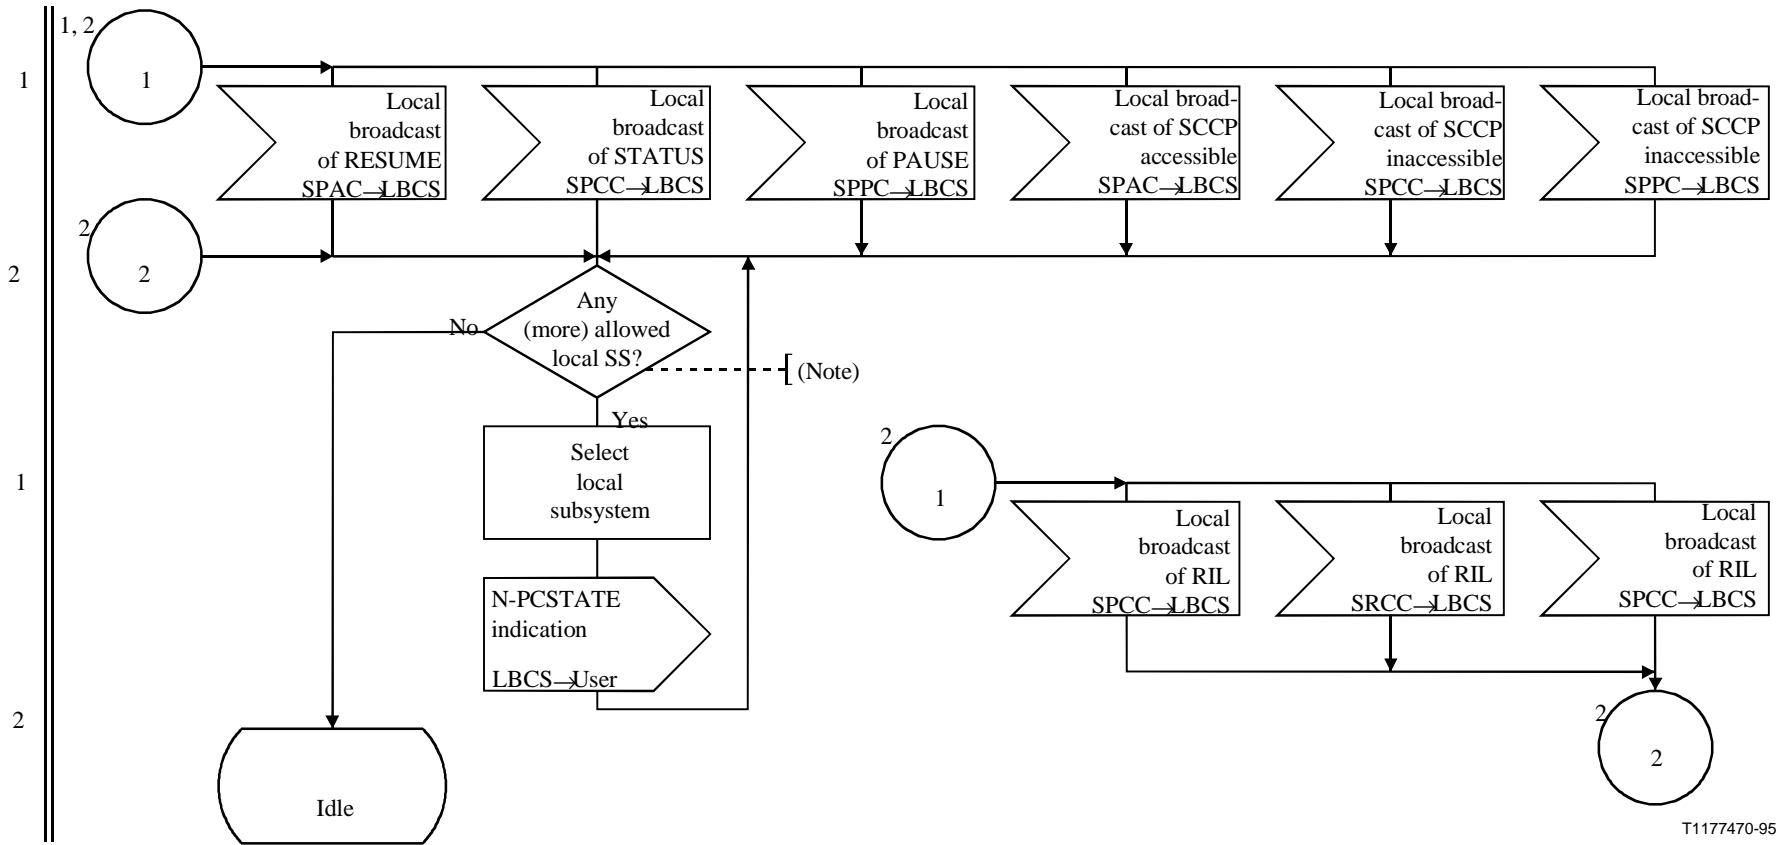 1, 2
1
1
Local
broadcast
of RESUME
SPAC→LBCS
Local
broadcast
of STATUS
SPCC→LBCS
Local
broadcast
of PAUSE
SPPC→LBCS
Local broad-
cast of SCCP
accessible
SPAC→LBCS
Local broad-
cast of SCCP
inaccessible
SPCC→LBCS
Local broad-
cast of SCCP
inaccessible
SPPC→LBCS
2
2
2
Any
(more) allowed
local SS?
No
(Note)
Yes
Select
local
subsystem
1
2
1
Local
broadcast
of RIL
SPCC→LBCS
Local
broadcast
of RIL
SRCC→LBCS
Local
broadcast
of RIL
SPCC→LBCS
N-PCSTATE
indication
LBCS→User
2
2
2
Idle
T1177470-95